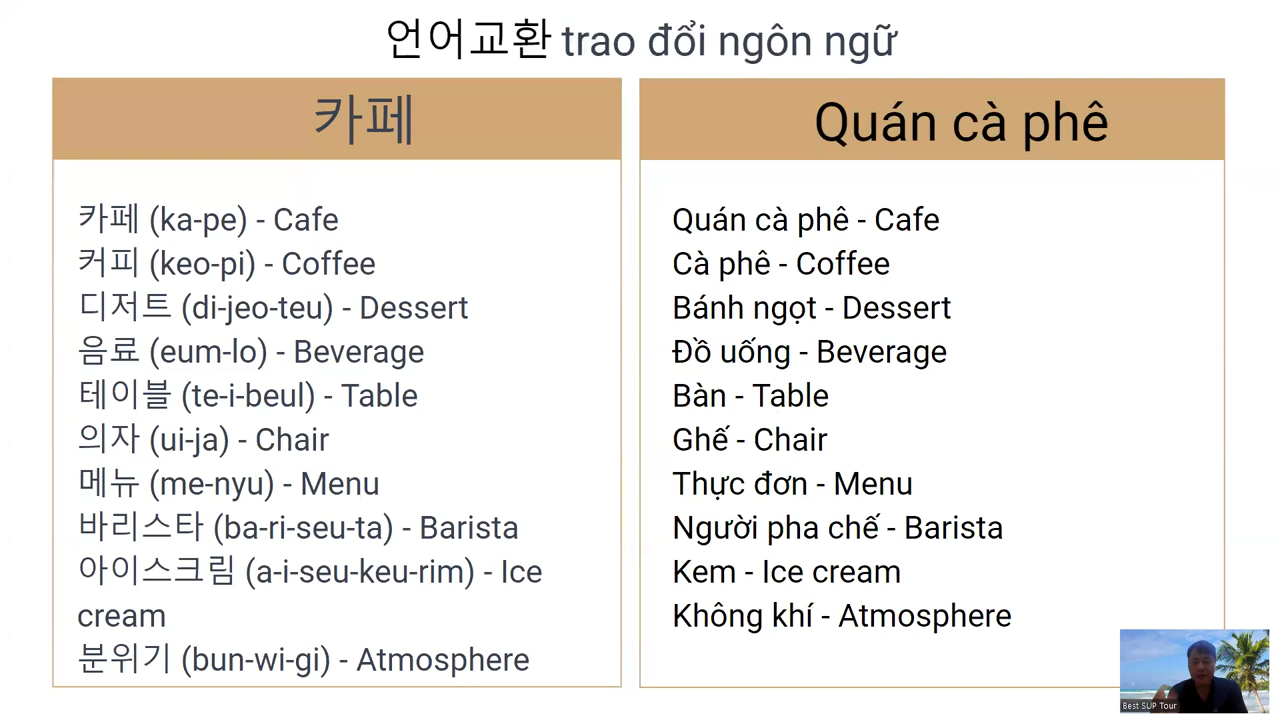 언어교환 trao đổi ngôn ngữ
카페
카페 (ka-pe) - Cafe
커피 (keo-pi) - Coffee
디저트 (di-jeo-teu) - Dessert
음료 (eum-lo) - Beverage
테이블 (te-i-beul) - Table
의자 (ui-ja) - Chair
메뉴 (me-nyu) - Menu
바리스타 (ba-ri-seu-ta) - Barista
아이스크림 (a-i-seu-keu-rim) - Ice
cream
분위기 (bun-wi-gi) - Atmosphere
Quán cà phê
Quán cà phê - Cafe
Cà phê - Coffee
Bánh ngọt - Dessert
Đồ uống - Beverage
Bàn - Table
Ghế - Chair
Thực đơn - Menu
Người pha chế - Barista
Kem - Ice cream
Không khí - Atmosphere
Best SUP Tour